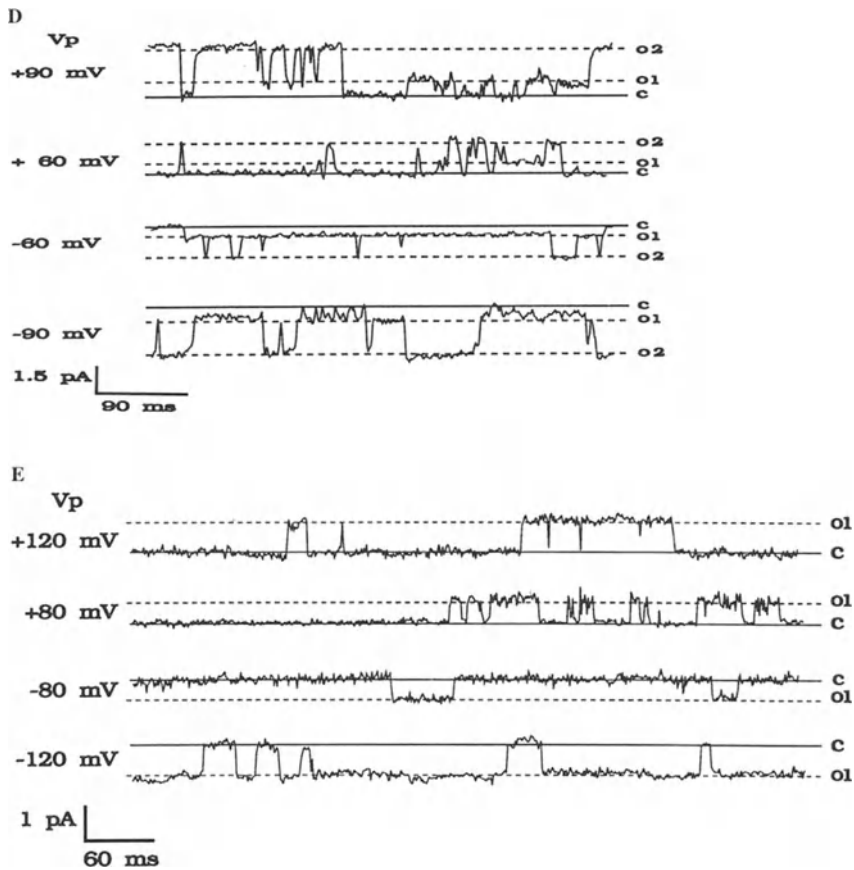 D
Vp
+90 mV
o2
o1
c
+ 60 mV
o2
o1
c
-60 mV
c
o1
o2
-90 mV
c
o1
o2
1.5 pA
90 ms
E
Vp
+120 mV
o1
c
+80 mV
o1
c
-80 mV
c
o1
-120 mV
c
o1
1 pA
60 ms